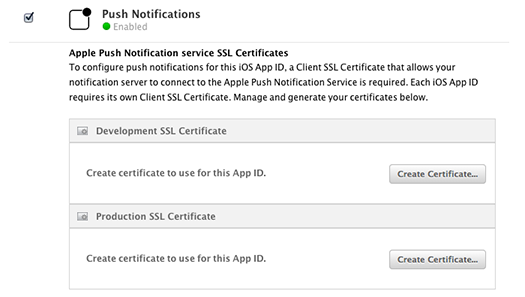 Push Notifications
Enabled
Apple Push Notification service SSL Certificates
To configure push notifications for this iOS App ID, a Client SSL Certificate that allows your
notification server to connect to the Apple Push Notification Service is required. Each iOS App ID
requires its own Client SSL Certificate. Manage and generate your certificates below.
Development SSL Certificate
Create certificate to use for this App ID.
Create Certificate...
Production SSL Certificate
Create certificate to use for this App ID.
Create Certificate...